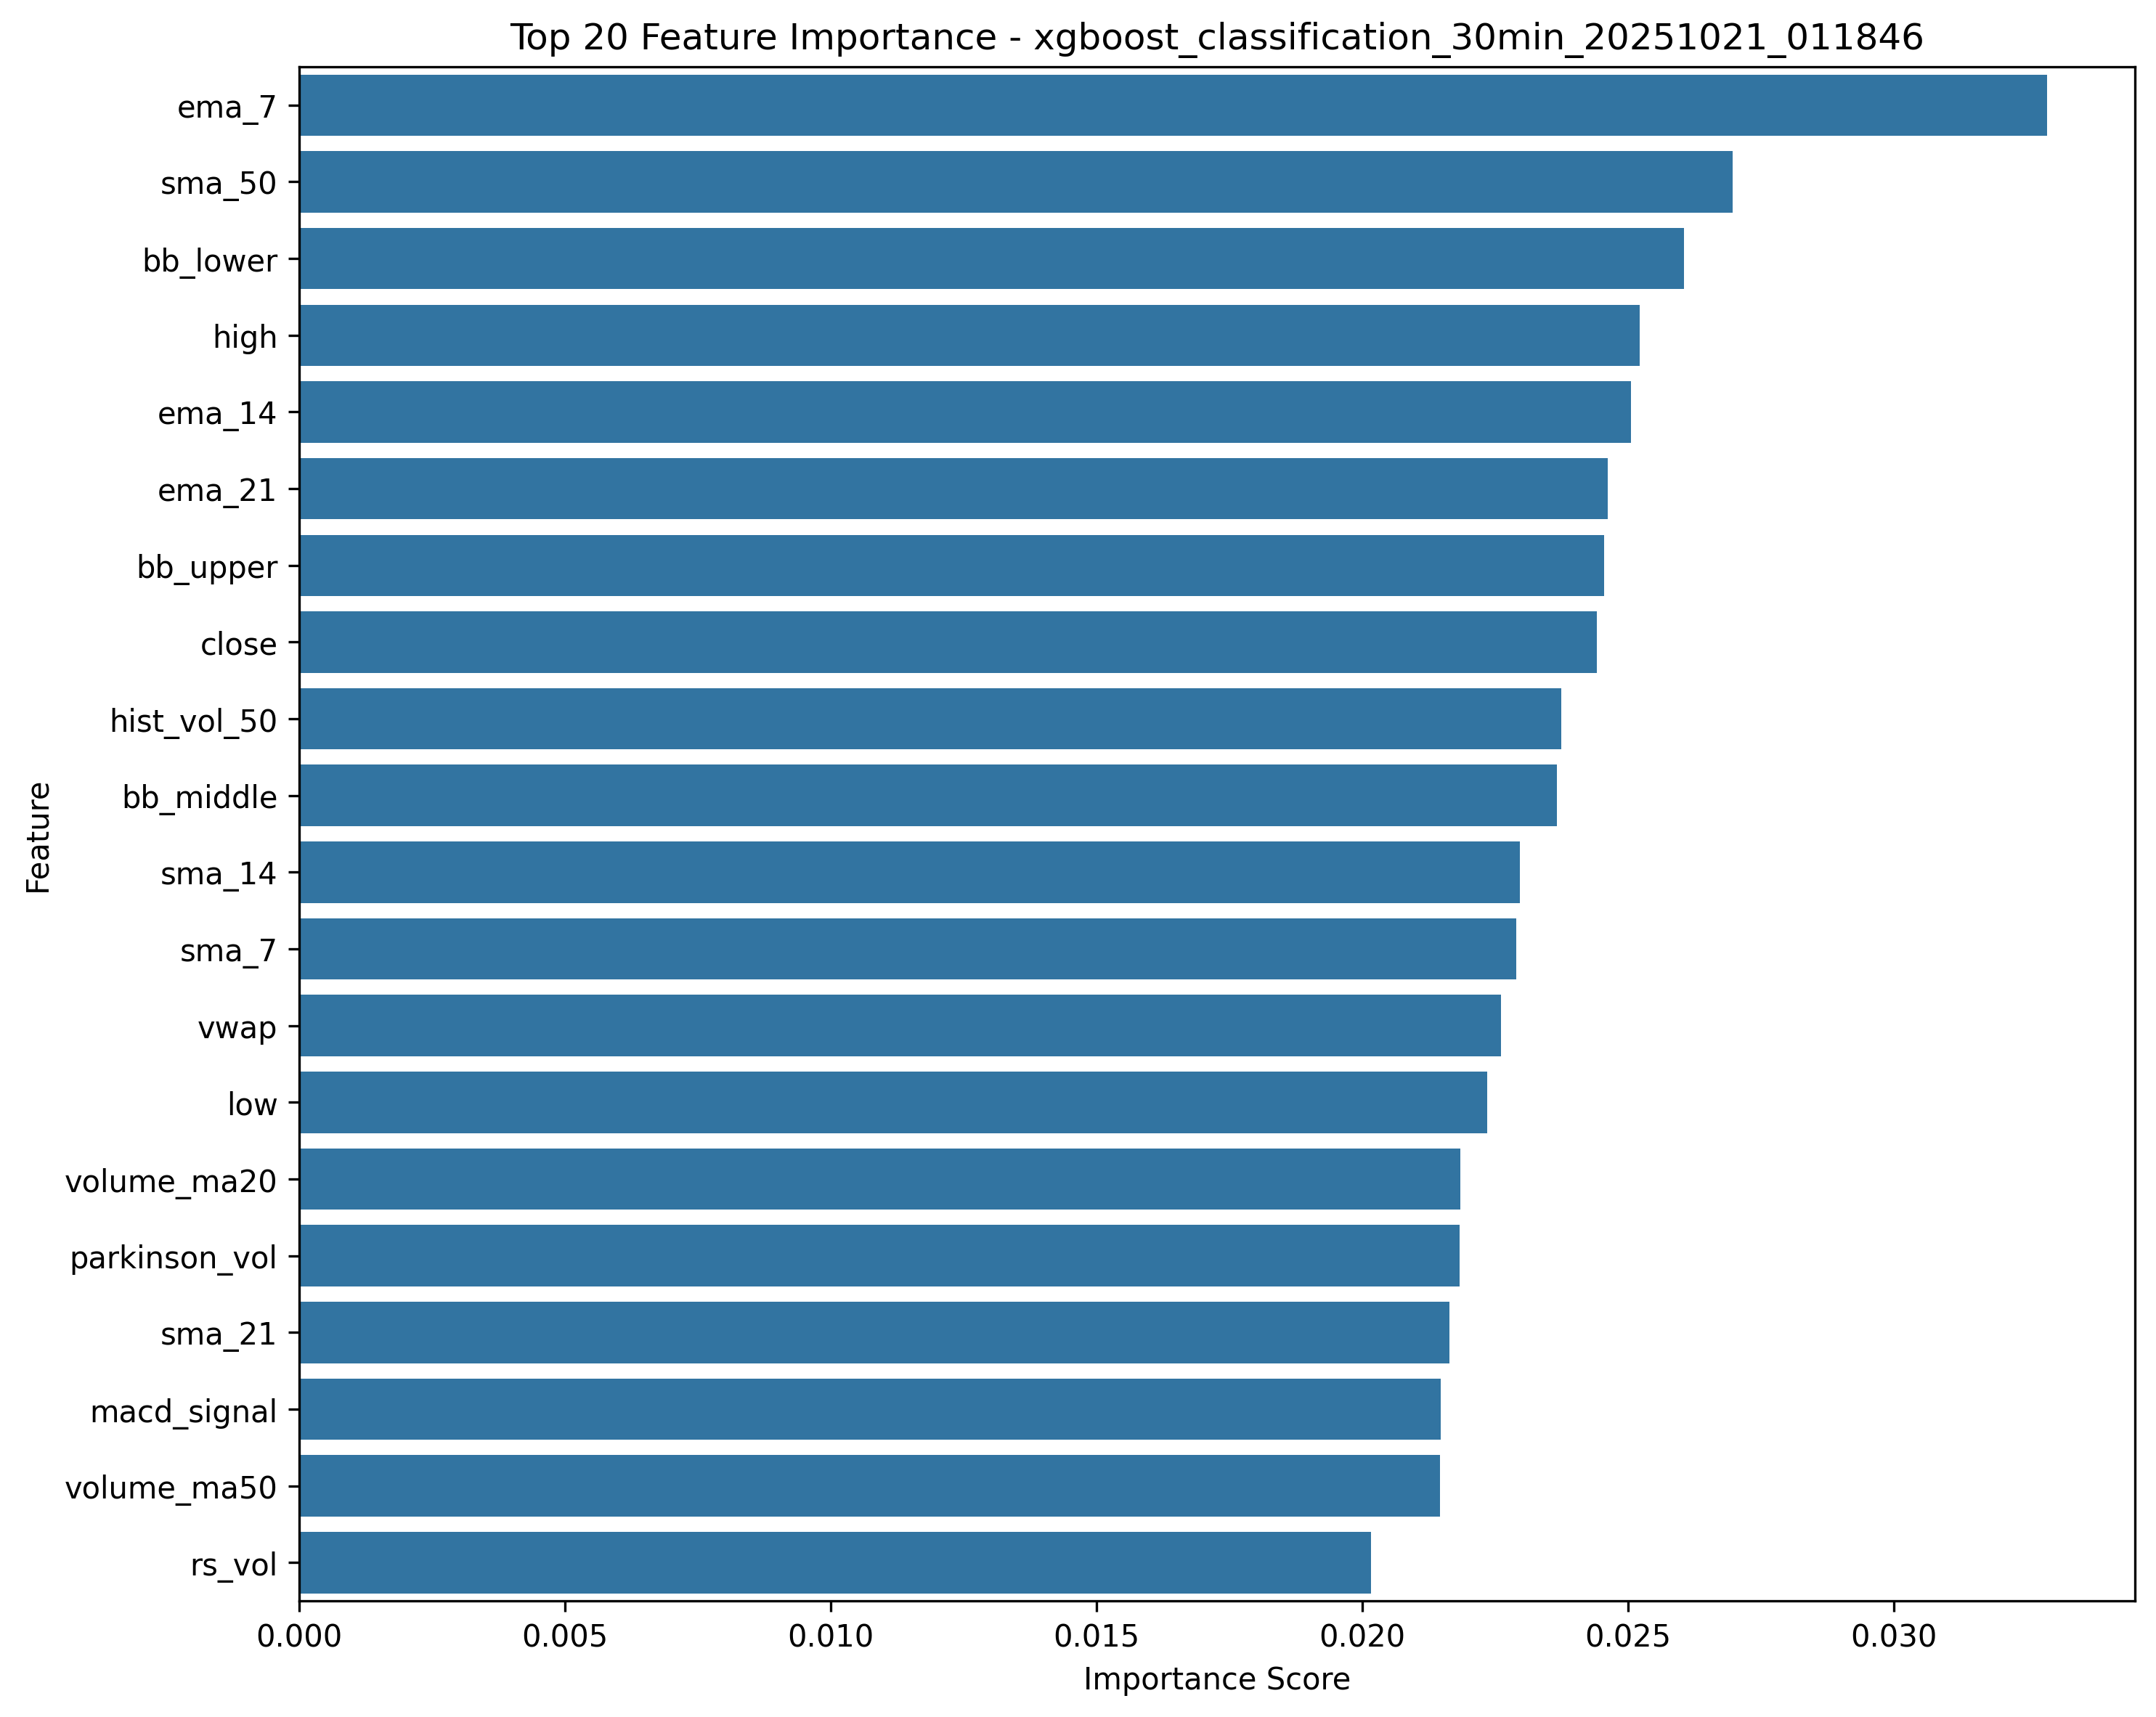 Top 20 Feature Importance - xgboost_classification_30min_20251021_011846
ema_7
sma_50
bb_lower
high
ema_14
ema_21
bb_upper
close
hist_vol_50
bb_middle
sma_14
sma_7
vwap
low
volume_ma20
parkinson_vol
sma_21
macd_signal
volume_ma50
rs_vol
Feature
0.000 0.005 0.010 0.015 0.020 0.025 0.030
Importance Score